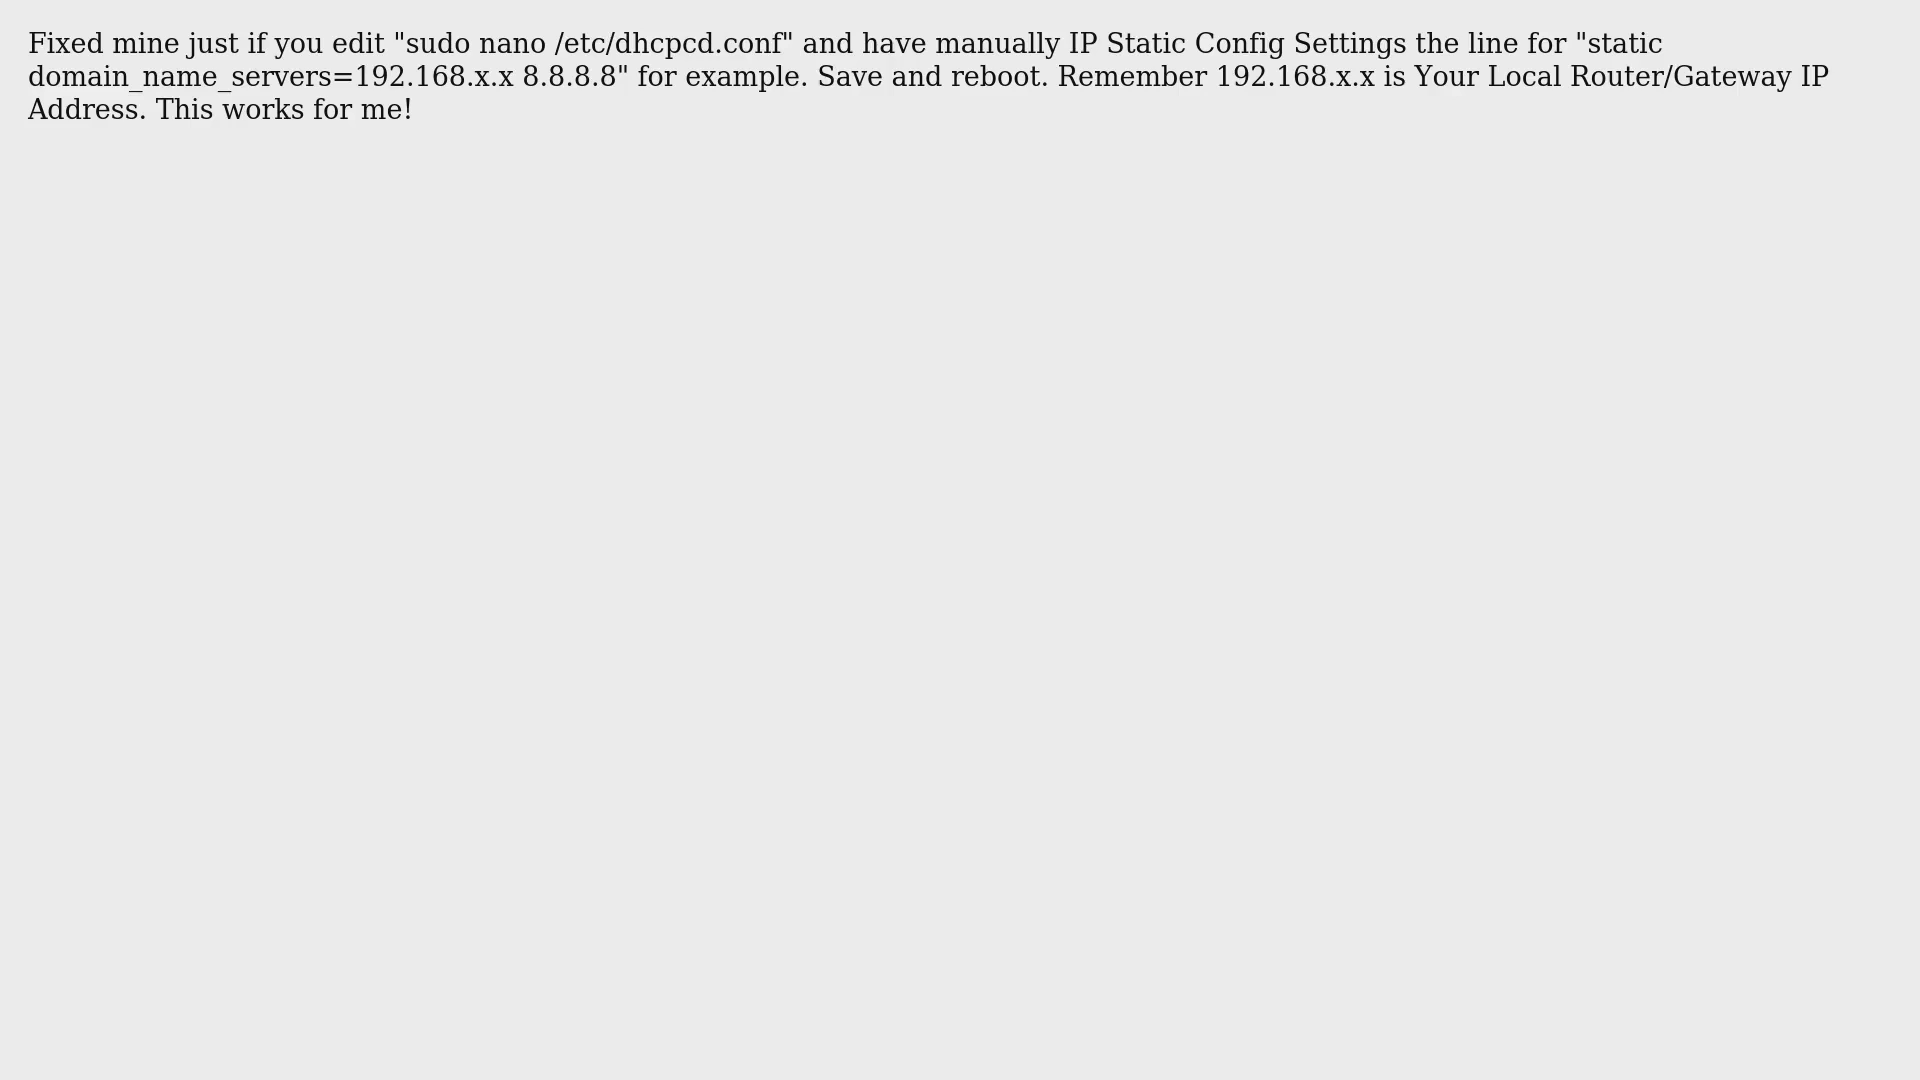 Fixed mine just if you edit "sudo nano /etc/dhcpcd.conf" and have manually IP Static Config Settings the line for "static
domain_name_servers=192.168.x.x 8.8.8.8" for example. Save and reboot. Remember 192.168.x.x is Your Local Router/Gateway IP
Address. This works for me!